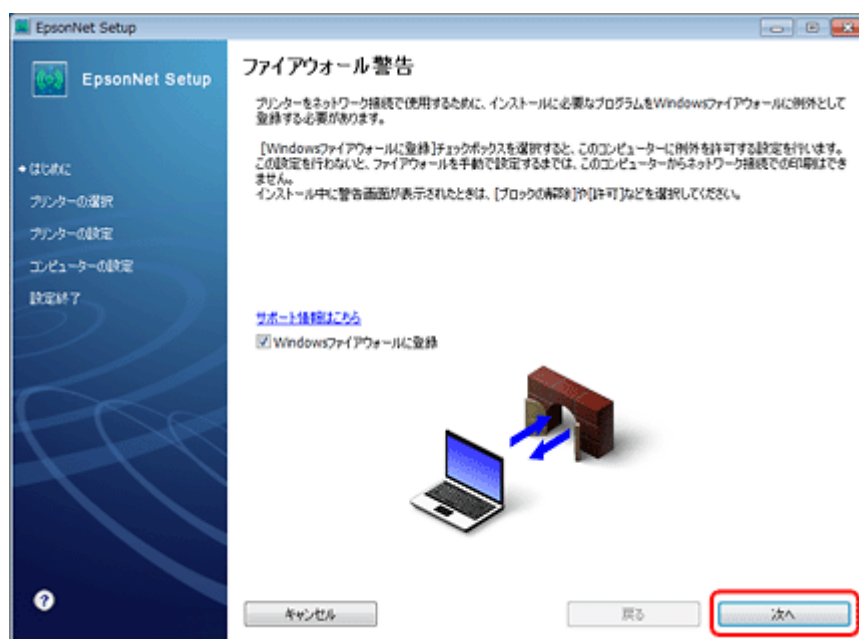 EpsonNet Setup
EpsonNet Setup
はじめに
プリンターの選択
プリンターの設定
コンピューターの設定
設定終了
ファイアウォール警告
プリンターをネットワーク接続で使用するために、インストールに必要なプログラムをWindowsファイアウォールに例外として
登録する必要があります。
[Windowsファイアウォールに登録]チェックボックスを選択すると、このコンピューターに例外を許可する設定を行います。
この設定を行わないと、ファイアウォールを手動で設定するまでは、このコンピューターからネットワーク接続での印刷はでき
ません。
インストール中に警告画面が表示されたときは、[ブロックの解除]や[許可]などを選択してください。
サポート情報はこちら
Windowsファイアウォールに登録
?
キャンセル
戻る
次へ